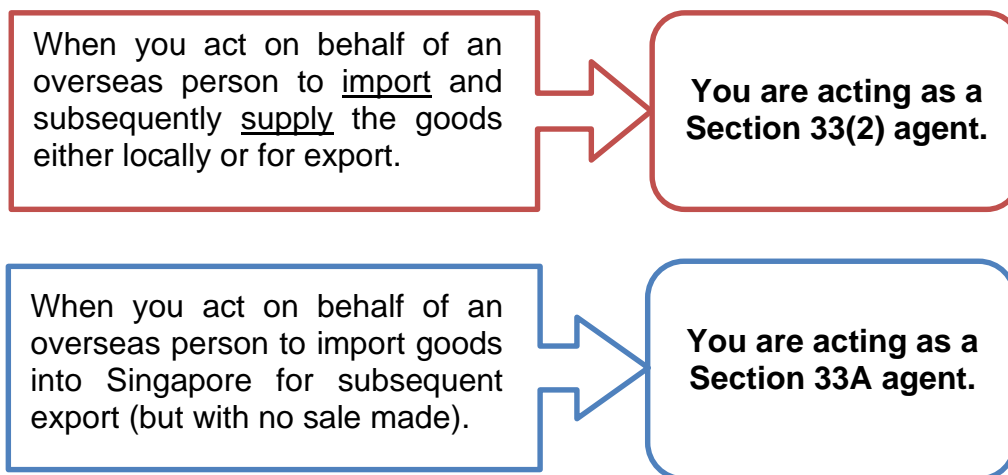 When you act on behalf of an
overseas person to import and
subsequently supply the goods
either locally or for export.
You are acting as a
Section 33(2) agent.
When you act on behalf of an
overseas person to import goods
into Singapore for subsequent
export (but with no sale made).
You are acting as a
Section 33A agent.